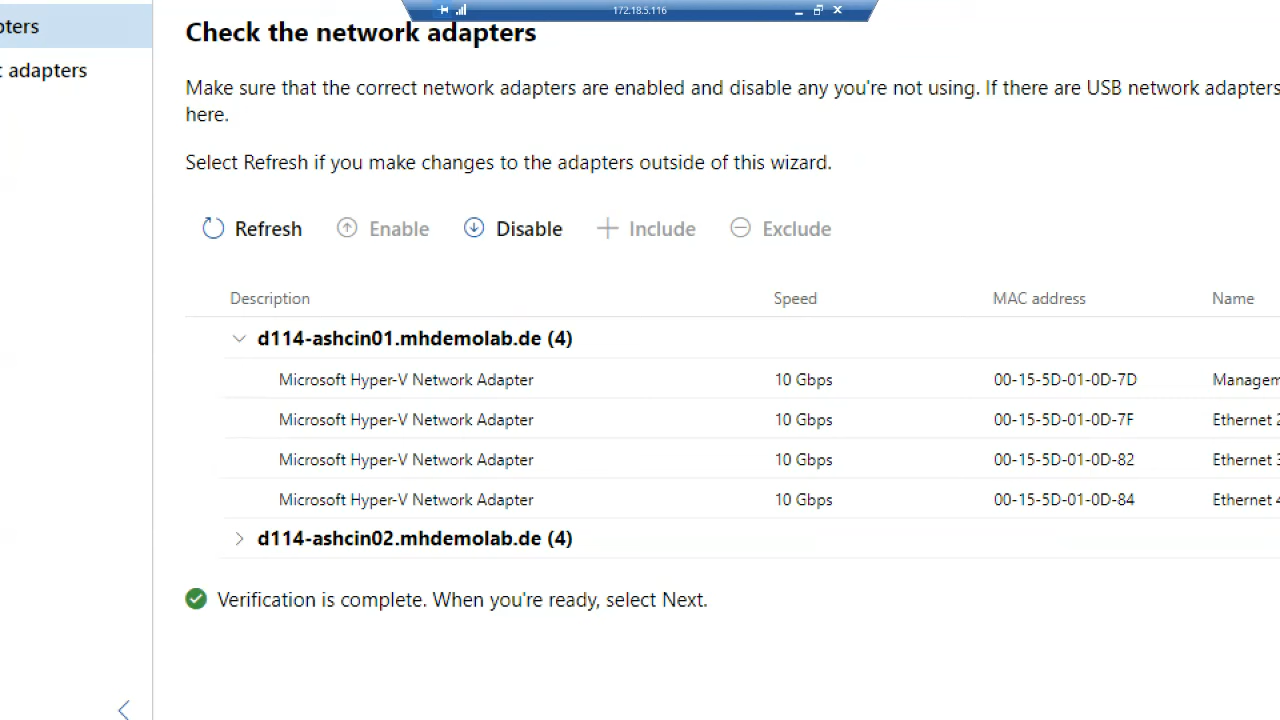 172.18.5.116
pters
Check the network adapters
adapters
Make sure that the correct network adapters are enabled and disable any you're not using. If there are USB network adapters
here.
Select Refresh if you make changes to the adapters outside of this wizard.
Refresh Enable Disable Include Exclude
Description Speed MAC address Name
d114-ashcin01.mhdemolab.de (4)
Microsoft Hyper-V Network Adapter 10 Gbps 00-15-5D-01-0D-7D Managem
Microsoft Hyper-V Network Adapter 10 Gbps 00-15-5D-01-0D-7F Ethernet 2
Microsoft Hyper-V Network Adapter 10 Gbps 00-15-5D-01-0D-82 Ethernet 3
Microsoft Hyper-V Network Adapter 10 Gbps 00-15-5D-01-0D-84 Ethernet 4
d114-ashcin02.mhdemolab.de (4)
Verification is complete. When you're ready, select Next.